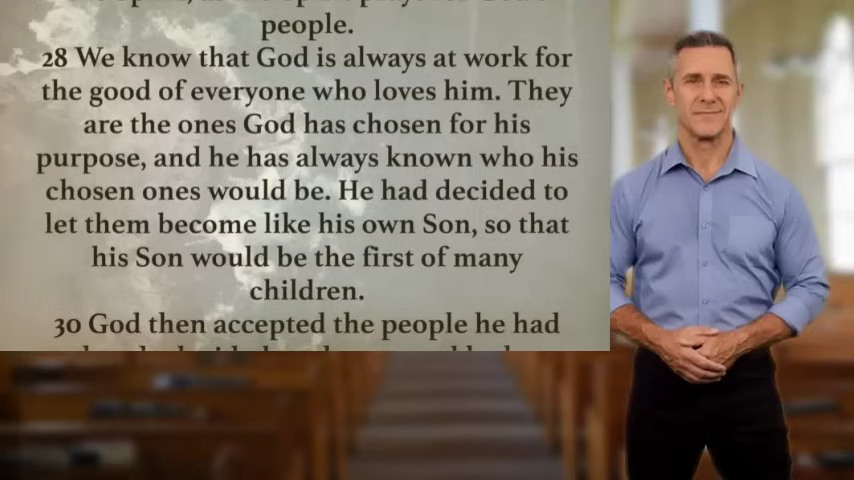 people.
28 We know that God is always at work for
the good of everyone who loves him. They
are the ones God has chosen for his
purpose, and he has always known who his
chosen ones would be. He had decided to
let them become like his own Son, so that
his Son would be the first of many
children.
30 God then accepted the people he had